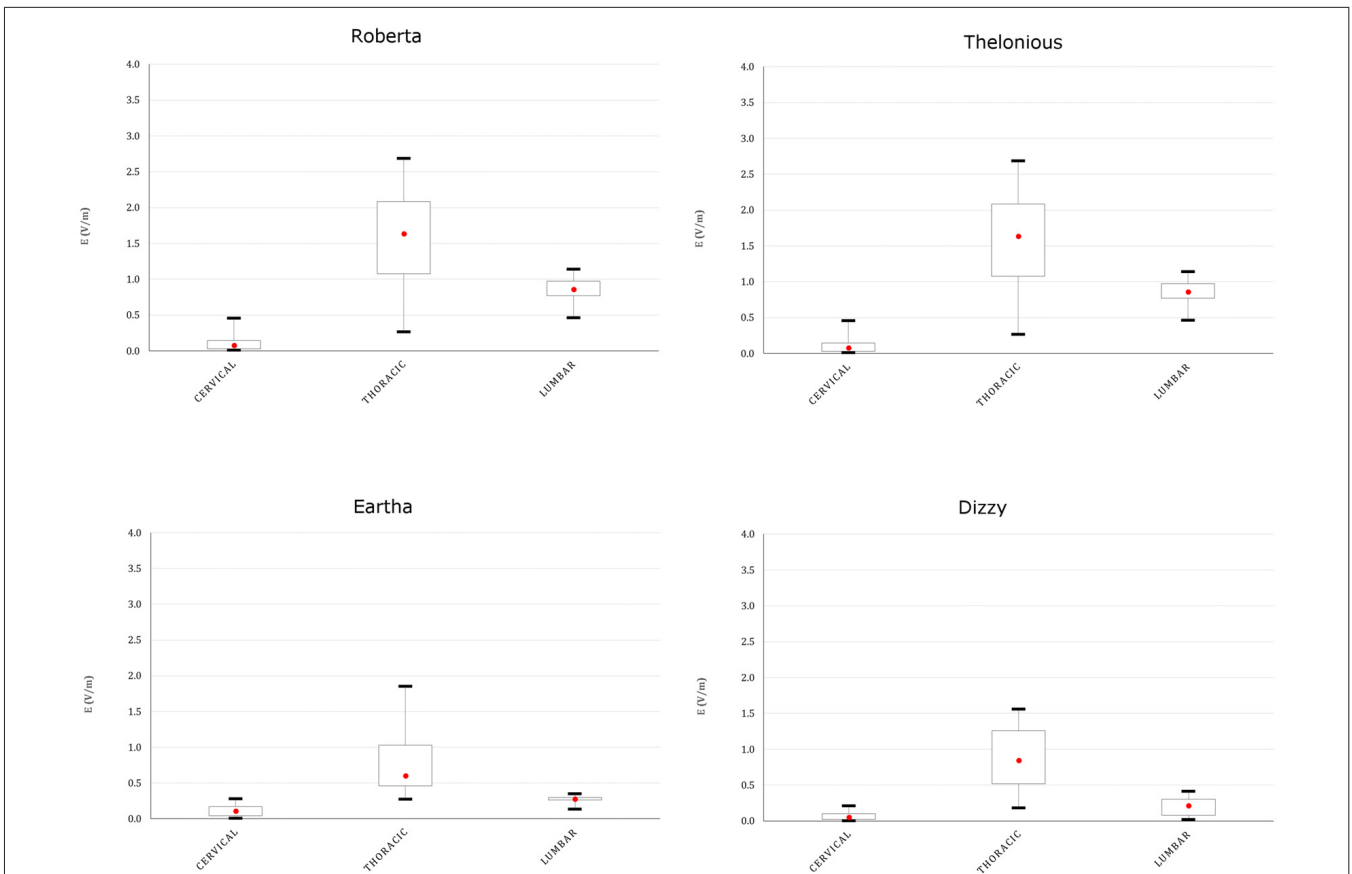 Roberta
4.0
3.5
3.0
2.5
2.0
1.5
1.0
0.5
0.0
E (V/m)
CERVICAL
THORACIC
LUMBAR
Thelonious
4.0
3.5
3.0
2.5
2.0
1.5
1.0
0.5
0.0
E (V/m)
CERVICAL
THORACIC
LUMBAR
Eartha
4.0
3.5
3.0
2.5
2.0
1.5
1.0
0.5
0.0
E (V/m)
CERVICAL
THORACIC
LUMBAR
Dizzy
4.0
3.5
3.0
2.5
2.0
1.5
1.0
0.5
0.0
E (V/m)
CERVICAL
THORACIC
LUMBAR